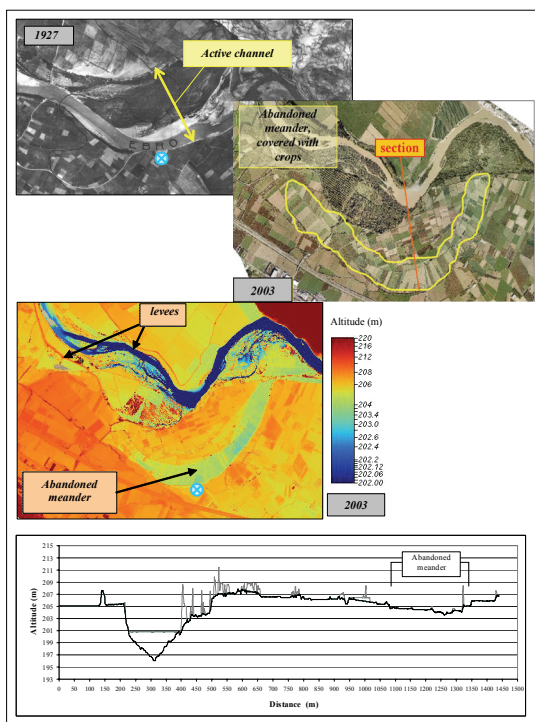 1927
Active channel
EBRO
Abandoned
meander,
covered with
crops
section
2003
levees
Abandoned
meander
Altitude (m)
220
216
212
208
206
204
203.4
203.0
202.6
202.4
202.2
202.12
202.06
202.00
2003
Abandoned
meander
Altitude (m)
215
213
211
209
207
205
203
201
199
197
195
193
0 50 100 150 200 250 300 350 400 450 500 550 600 650 700 750 800 850 900 950 1000 1050 1100 1150 1200 1250 1300 1350 1400 1450 1500
Distance (m)